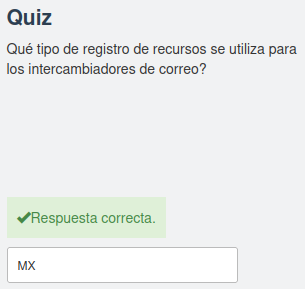 Quiz
Qué tipo de registro de recursos se utiliza para
los intercambiadores de correo?
Respuesta correcta.
MX